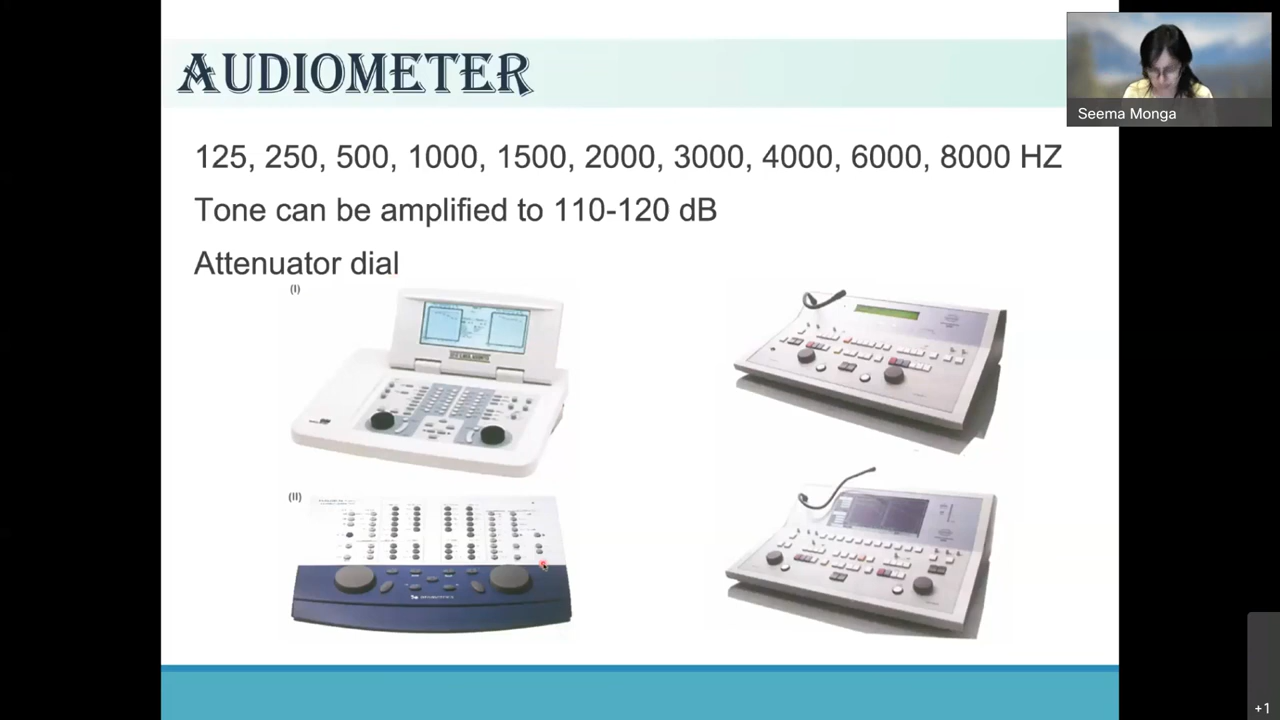 AUDIOMETER
Seema Monga
125, 250, 500, 1000, 1500, 2000, 3000, 4000, 6000, 8000 HZ
Tone can be amplified to 110-120 dB
Attenuator dial
(I)
(II)
+1